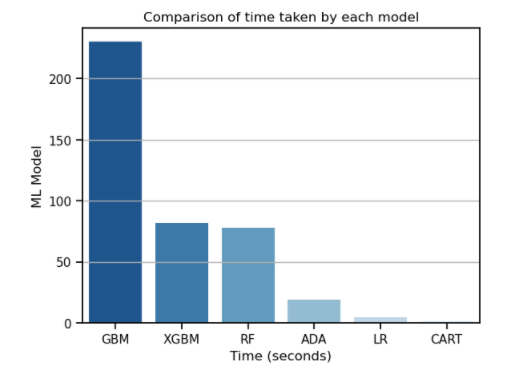 Comparison of time taken by each model
ML Model
200
150
100
50
0
GBM XGBM RF ADA LR CART
Time (seconds)